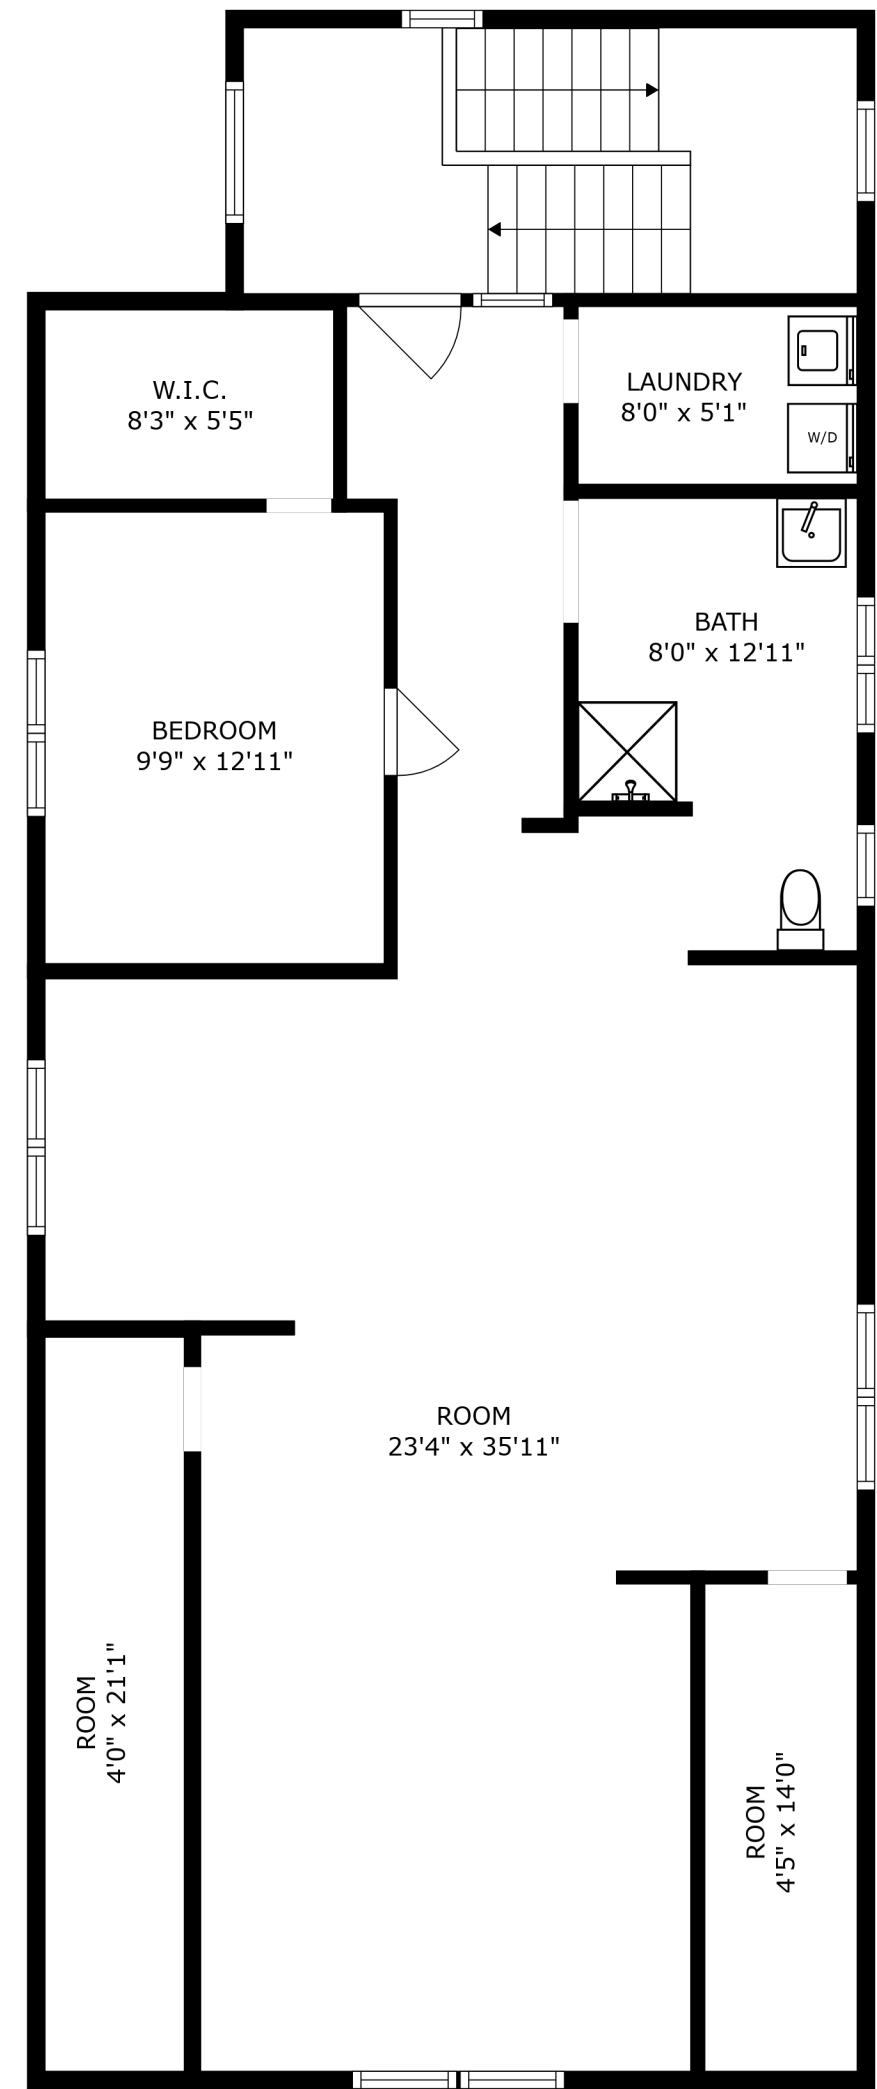 W.I.C.
8'3" x 5'5"
LAUNDRY
8'0" x 5'1"
W/D
BATH
8'0" x 12'11"
BEDROOM
9'9" x 12'11"
ROOM
23'4" x 35'11"
ROOM
4'0" x 21'1"
ROOM
4'5" x 14'0"